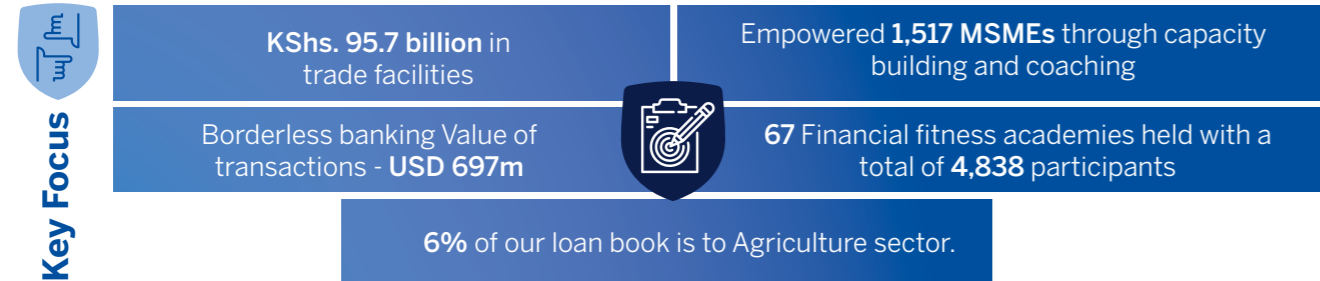 Key Focus
KShs. 95.7 billion in
trade facilities
Empowered 1,517 MSMEs through capacity
building and coaching
Borderless banking Value of
transactions - USD 697m
67 Financial fitness academies held with a
total of 4,838 participants
6% of our loan book is to Agriculture sector.